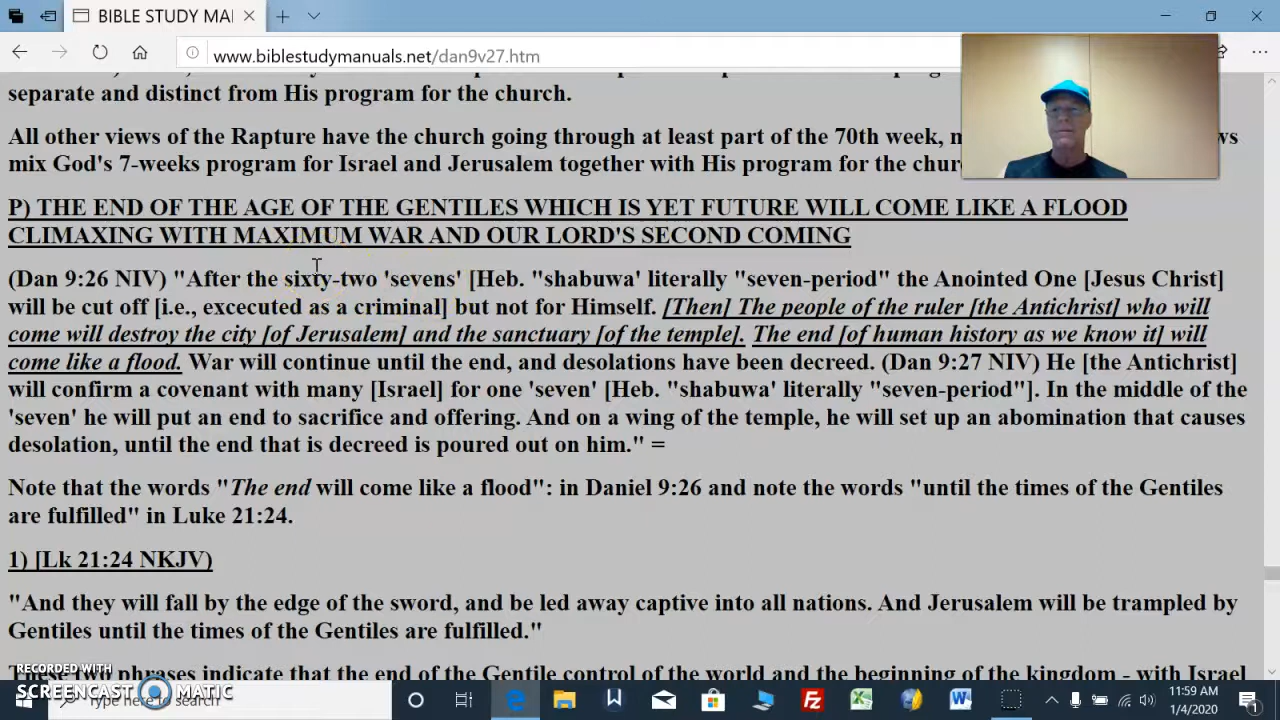 BIBLE STUDY MA
www.biblestudymanuals.net/dan9v27.htm
separate and distinct from His program for the church.
All other views of the Rapture have the church going through at least part of the 70th week,
mix God's 7-weeks program for Israel and Jerusalem together with His program for the
P) THE END OF THE AGE OF THE GENTILES WHICH IS YET FUTURE WILL COME LIKE A FLOOD
CLIMAXING WITH MAXIMUM WAR AND OUR LORD'S SECOND COMING
(Dan 9:26 NIV) "After the sixty-two 'sevens' [Heb. "shabuwa' literally "seven-period" the Anointed One [Jesus Christ]
will be cut off [i.e., excecuted as a criminal] but not for Himself. [Then] The people of the ruler [the Antichrist] who will
come will destroy the city [of Jerusalem] and the sanctuary [of the temple]. The end [of human history as we know it] will
come like a flood. War will continue until the end, and desolations have been decreed. (Dan 9:27 NIV) He [the Antichrist]
will confirm a covenant with many [Israel] for one 'seven' [Heb. "shabuwa' literally "seven-period"]. In the middle of the
'seven' he will put an end to sacrifice and offering. And on a wing of the temple, he will set up an abomination that causes
desolation, until the end that is decreed is poured out on him." =
Note that the words "The end will come like a flood": in Daniel 9:26 and note the words "until the times of the Gentiles
are fulfilled" in Luke 21:24.
1) [Lk 21:24 NKJV)
"And they will fall by the edge of the sword, and be led away captive into all nations. And Jerusalem will be trampled by
Gentiles until the times of the Gentiles are fulfilled."
These two phrases indicate that the end of the Gentile control of the world and the beginning of the kingdom - with Israel
RECORDED WITH
SCREENCAST MATIC
Type here to search
11:59 AM
1/4/2020